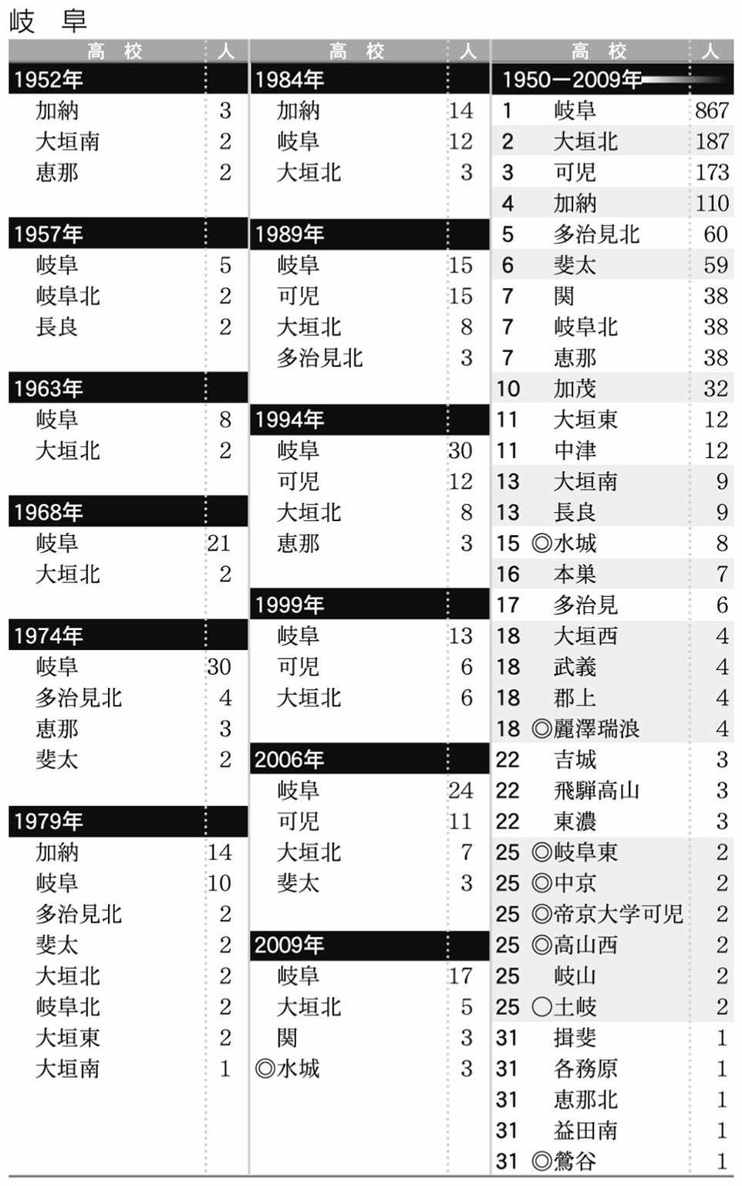 岐 阜
高 校 人
1952年
加納 3
大垣南 2
恵那 2
1957年
岐阜 5
岐阜北 2
長良 2
1963年
岐阜 8
大垣北 2
1968年
岐阜 21
大垣北 2
1974年
岐阜 30
多治見北 4
恵那 3
斐太 2
1979年
加納 14
岐阜 10
多治見北 2
斐太 2
大垣北 2
岐阜北 2
大垣東 2
大垣南 1
高 校 人
1984年
加納 14
岐阜 12
大垣北 3
1989年
岐阜 15
可児 15
大垣北 8
多治見北 3
1994年
岐阜 30
可児 12
大垣北 8
恵那 3
1999年
岐阜 13
可児 6
大垣北 6
2006年
岐阜 24
可児 11
大垣北 7
斐太 3
2009年
岐阜 17
大垣北 5
関 3
◎水城 3
高 校 人
1950−2009年
1 岐阜 867
2 大垣北 187
3 可児 173
4 加納 110
5 多治見北 60
6 斐太 59
7 関 38
7 岐阜北 38
7 恵那 38
10 加茂 32
11 大垣東 12
11 中津 12
13 大垣南 9
13 長良 9
15 ◎水城 8
16 本巣 7
17 多治見 6
18 大垣西 4
18 武義 4
18 郡上 4
18 ◎麗澤瑞浪 4
22 吉城 3
22 飛騨高山 3
22 東濃 3
25 ◎岐阜東 2
25 ◎中京 2
25 ◎帝京大学可児 2
25 ◎高山西 2
25 岐山 2
25 ○土岐 2
31 揖斐 1
31 各務原 1
31 恵那北 1
31 益田南 1
31 ◎鶯谷 1